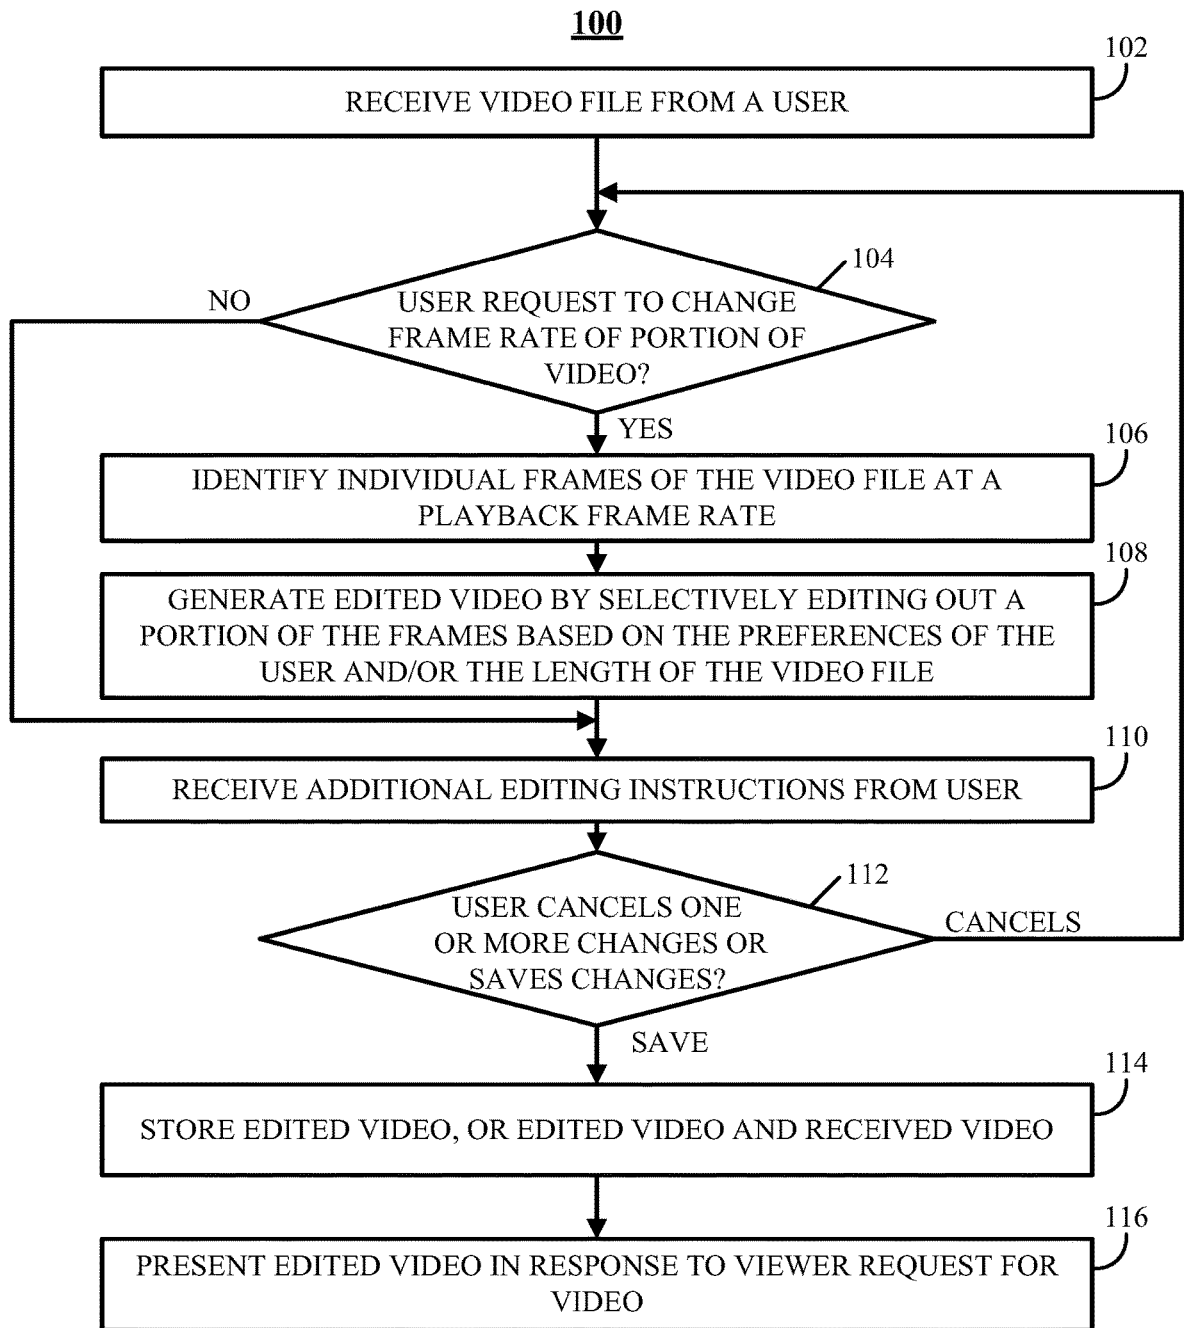 100
102
RECEIVE VIDEO FILE FROM A USER
104
NO
USER REQUEST TO CHANGE
FRAME RATE OF PORTION OF
VIDEO?
YES
106
IDENTIFY INDIVIDUAL FRAMES OF THE VIDEO FILE AT A
PLAYBACK FRAME RATE
108
GENERATE EDITED VIDEO BY SELECTIVELY EDITING OUT A
PORTION OF THE FRAMES BASED ON THE PREFERENCES OF THE
USER AND/OR THE LENGTH OF THE VIDEO FILE
110
RECEIVE ADDITIONAL EDITING INSTRUCTIONS FROM USER
112
USER CANCELS ONE
OR MORE CHANGES OR
SAVES CHANGES?
CANCELS
SAVE
114
STORE EDITED VIDEO, OR EDITED VIDEO AND RECEIVED VIDEO
116
PRESENT EDITED VIDEO IN RESPONSE TO VIEWER REQUEST FOR
VIDEO